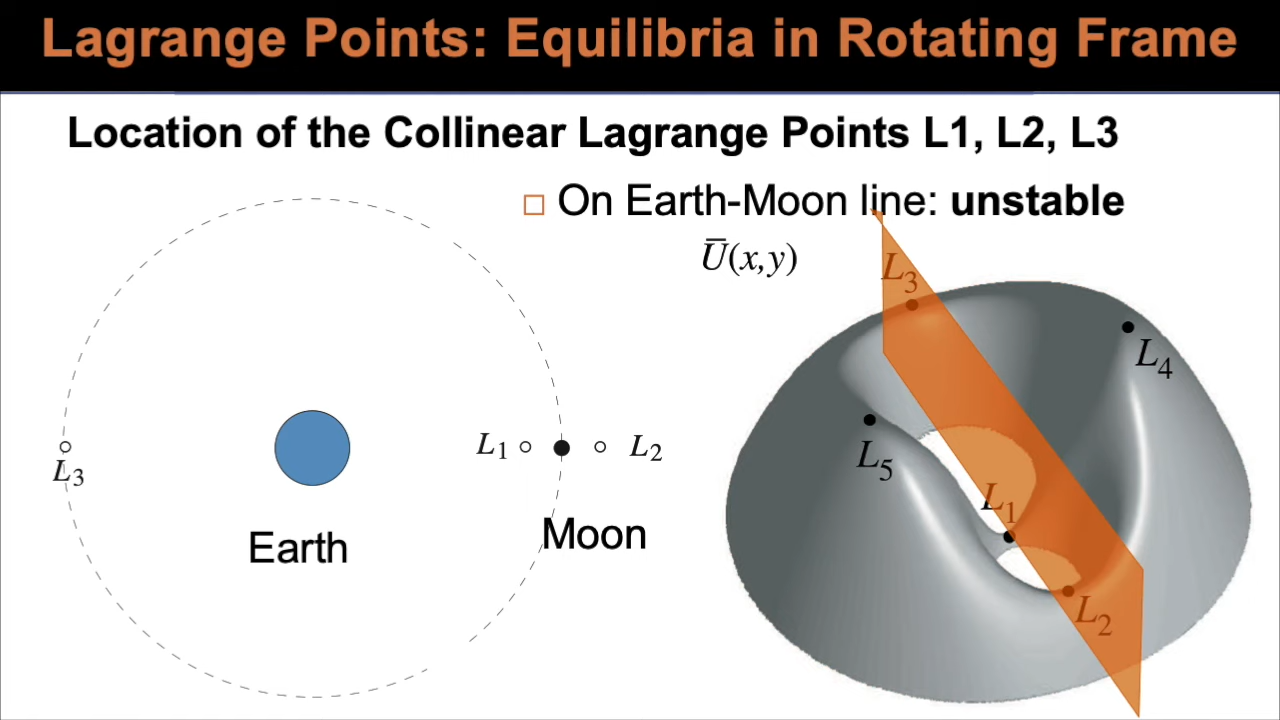 Lagrange Points: Equilibria in Rotating Frame
Location of the Collinear Lagrange Points L1, L2, L3
□ On Earth-Moon line: unstable
Ū(x,y)
L₃
L₄
L₅
L₁
L₂
L₁
L₂
L₃
Earth
Moon